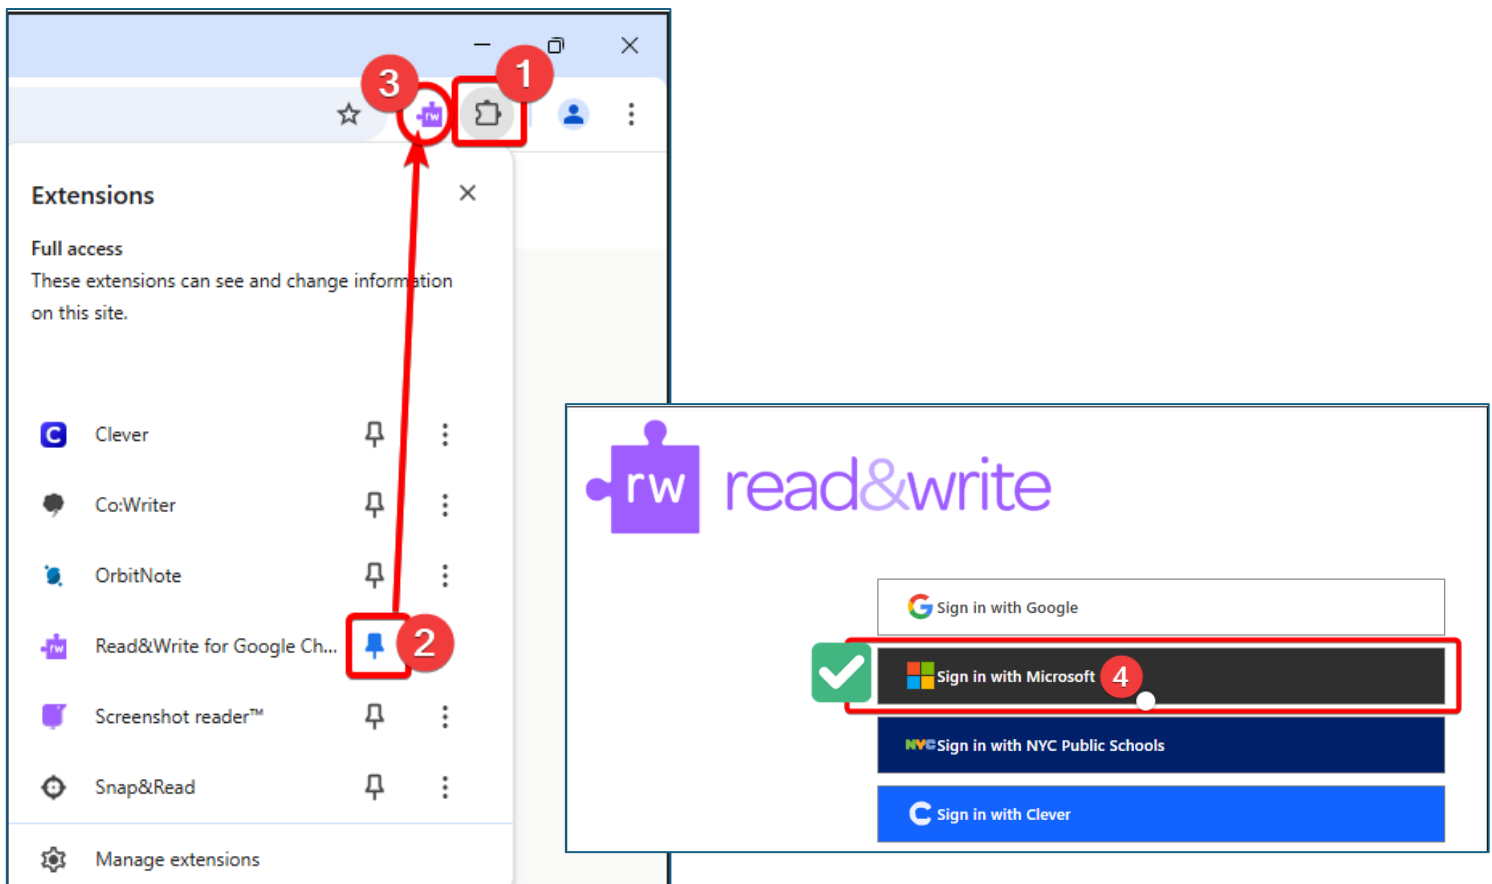 3
1
rw
Extensions
Full access
These extensions can see and change information
on this site.
C Clever
Co:Writer
OrbitNote
rw Read&Write for Google Ch... 2
Screenshot reader™
Snap&Read
Manage extensions
rw read&write
G Sign in with Google
Sign in with Microsoft 4
NYC Sign in with NYC Public Schools
C Sign in with Clever